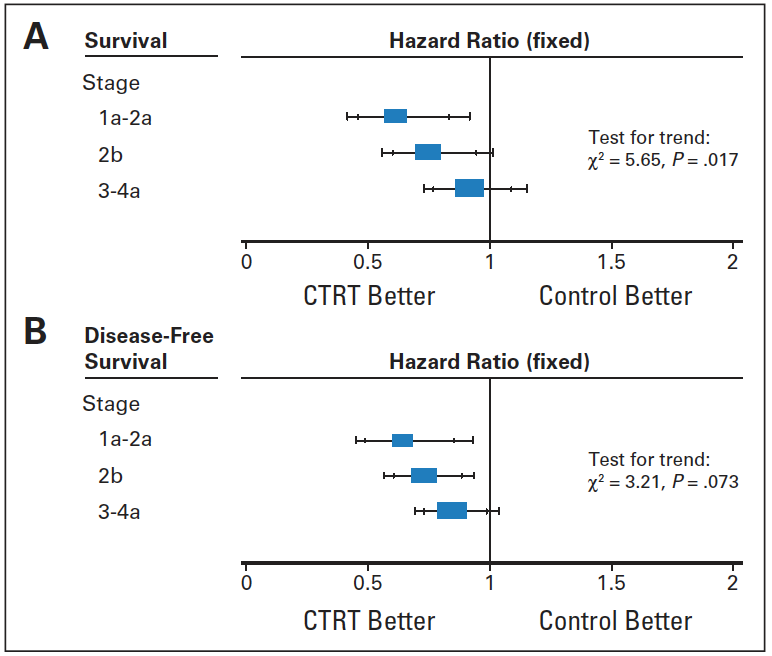 A
Survival
Hazard Ratio (fixed)
Stage
1a-2a
2b
3-4a
Test for trend:
χ² = 5.65, P = .017
0 0.5 1 1.5 2
CTRT Better Control Better
B
Disease-Free
Survival
Hazard Ratio (fixed)
Stage
1a-2a
2b
3-4a
Test for trend:
χ² = 3.21, P = .073
0 0.5 1 1.5 2
CTRT Better Control Better